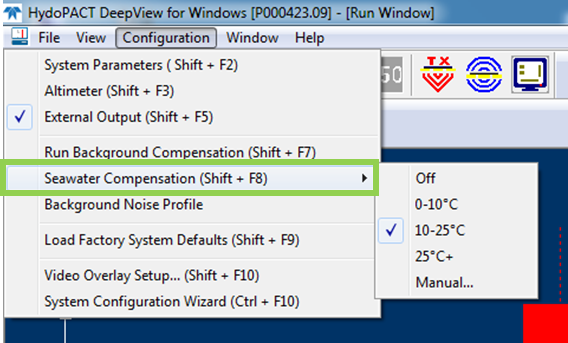 HydoPACT DeepView for Windows [P000423.09] - [Run Window]
File View Configuration Window Help
System Parameters ( Shift + F2)
Altimeter (Shift + F3)
External Output (Shift + F5)
Run Background Compensation (Shift + F7)
Seawater Compensation (Shift + F8)
Background Noise Profile
Load Factory System Defaults (Shift + F9)
Video Overlay Setup... (Shift + F10)
System Configuration Wizard (Ctrl + F10)
Off
0-10°C
10-25°C
25°C+
Manual...
50
TX